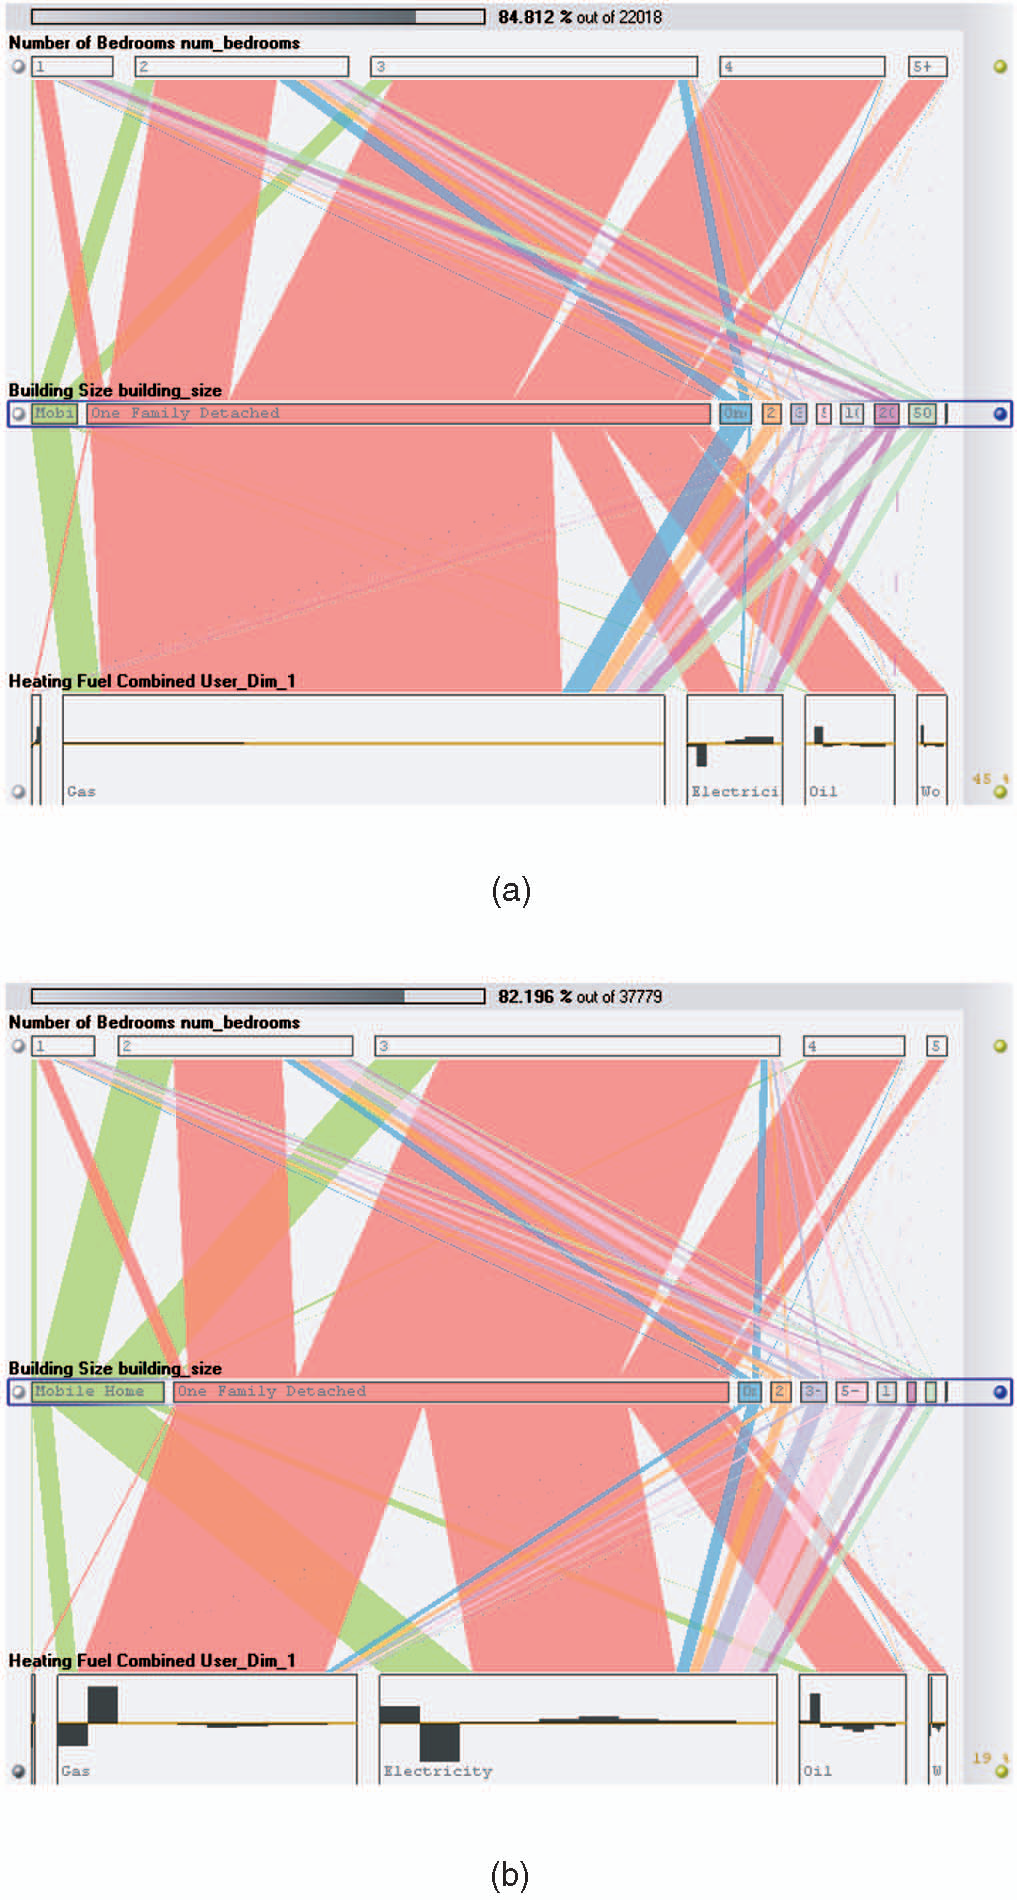 84.812 % out of 22018
Number of Bedrooms num_bedrooms
1 2 3 4 5+
Building Size building_size
Mobi One Family Detached 2 3 5 20 50
Heating Fuel Combined User_Dim_1
45 %
Gas Electrici Oil Wo
(a)
82.196 % out of 37779
Number of Bedrooms num_bedrooms
1 2 3 4 5
Building Size building_size
Mobile Home One Family Detached 2 3- 5- 1
Heating Fuel Combined User_Dim_1
19 %
Gas Electricity Oil W
(b)